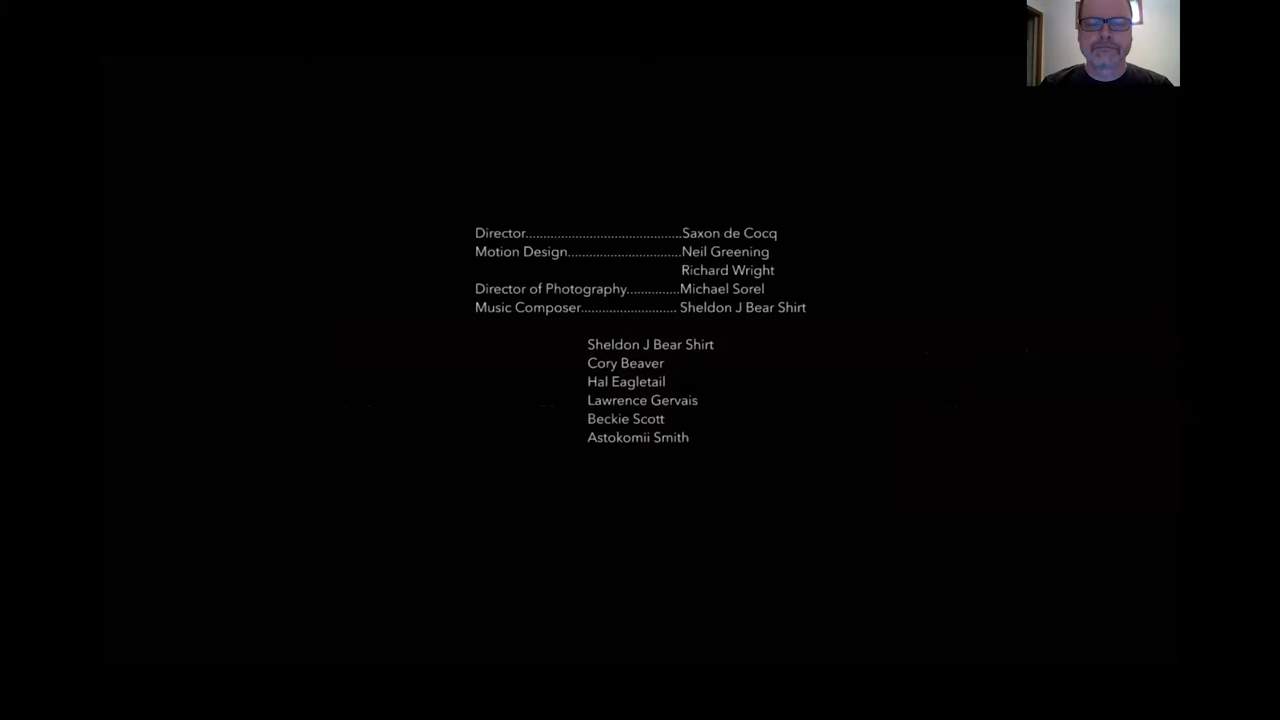 Director............................................Saxon de Cocq
Motion Design................................Neil Greening
Richard Wright
Director of Photography...............Michael Sorel
Music Composer........................... Sheldon J Bear Shirt
Sheldon J Bear Shirt
Cory Beaver
Hal Eagletail
Lawrence Gervais
Beckie Scott
Astokomii Smith